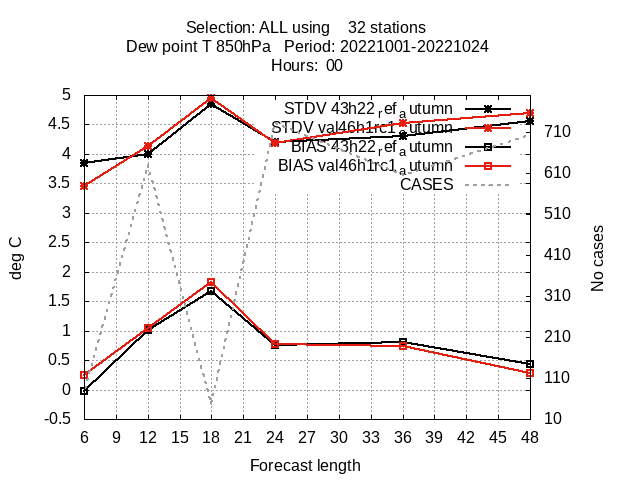 Selection: ALL using 32 stations
Dew point T 850hPa Period: 20221001-20221024
Hours: 00
5
4.5
4
3.5
3
2.5
2
1.5
1
0.5
0
-0.5
deg C
STDV 43h22_ref_autumn
STDV val46h1rc1_autumn
BIAS 43h22_ref_autumn
BIAS val46h1rc1_autumn
CASES
710
610
510
410
310
210
110
10
No cases
6 9 12 15 18 21 24 27 30 33 36 39 42 45 48
Forecast length